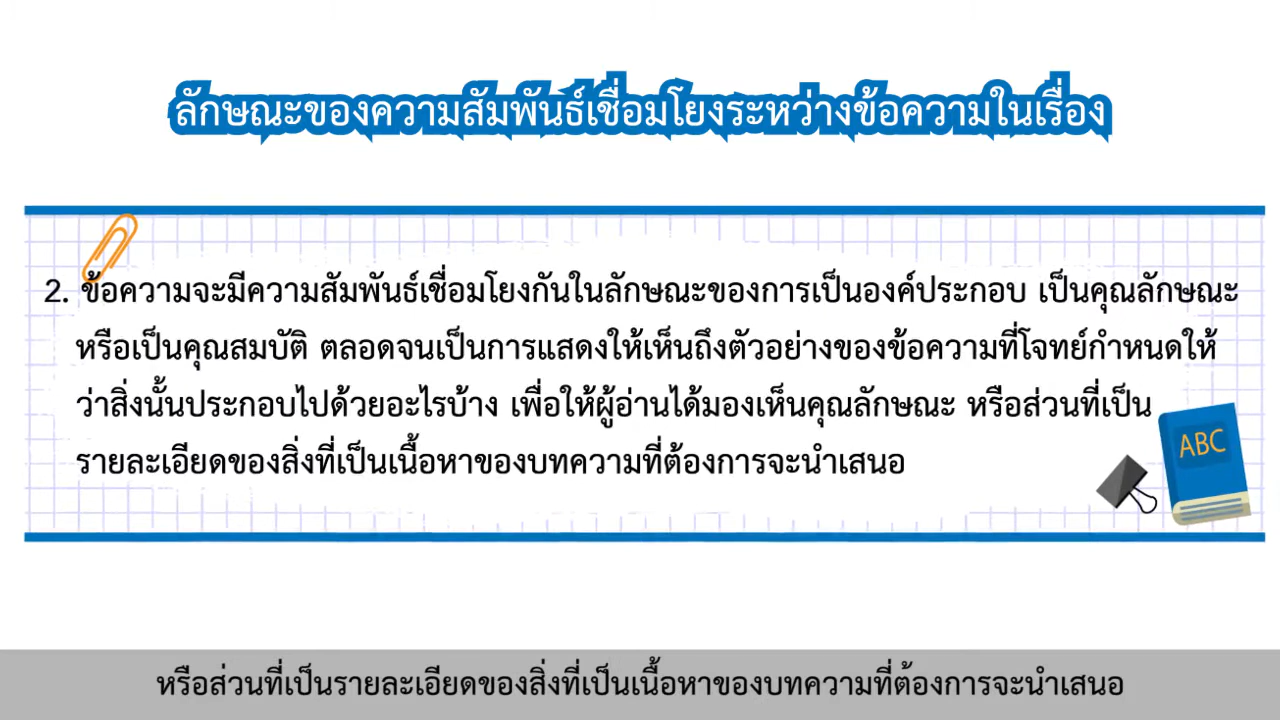 ลักษณะของความสัมพันธ์เชื่อมโยงระหว่างข้อความในเรื่อง
2. ข้อความจะมีความสัมพันธ์เชื่อมโยงกันในลักษณะของการเป็นองค์ประกอบ เป็นคุณลักษณะ
หรือเป็นคุณสมบัติ ตลอดจนเป็นการแสดงให้เห็นถึงตัวอย่างของข้อความที่โจทย์กำหนดให้
ว่าสิ่งนั้นประกอบไปด้วยอะไรบ้าง เพื่อให้ผู้อ่านได้มองเห็นคุณลักษณะ หรือส่วนที่เป็น
รายละเอียดของสิ่งที่เป็นเนื้อหาของบทความที่ต้องการจะนำเสนอ
ABC
หรือส่วนที่เป็นรายละเอียดของสิ่งที่เป็นเนื้อหาของบทความที่ต้องการจะนำเสนอ